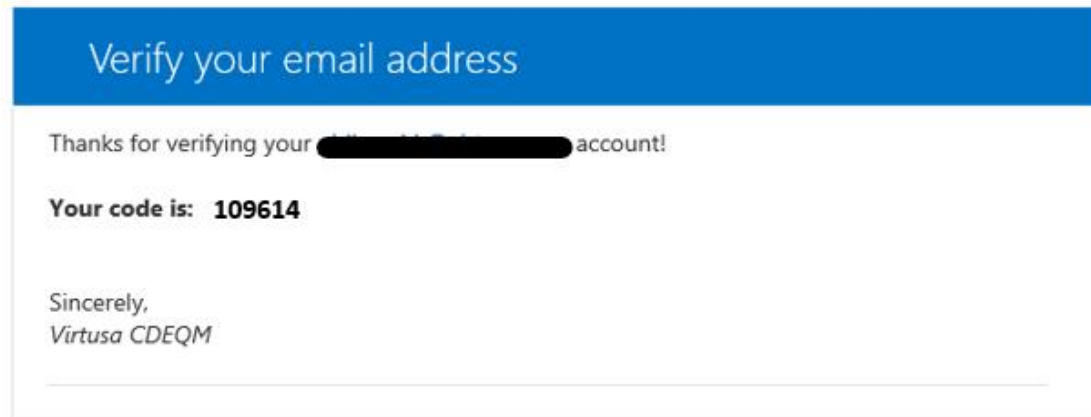 Verify your email address
Thanks for verifying your account!
Your code is: 109614
Sincerely,
Virtusa CDEQM